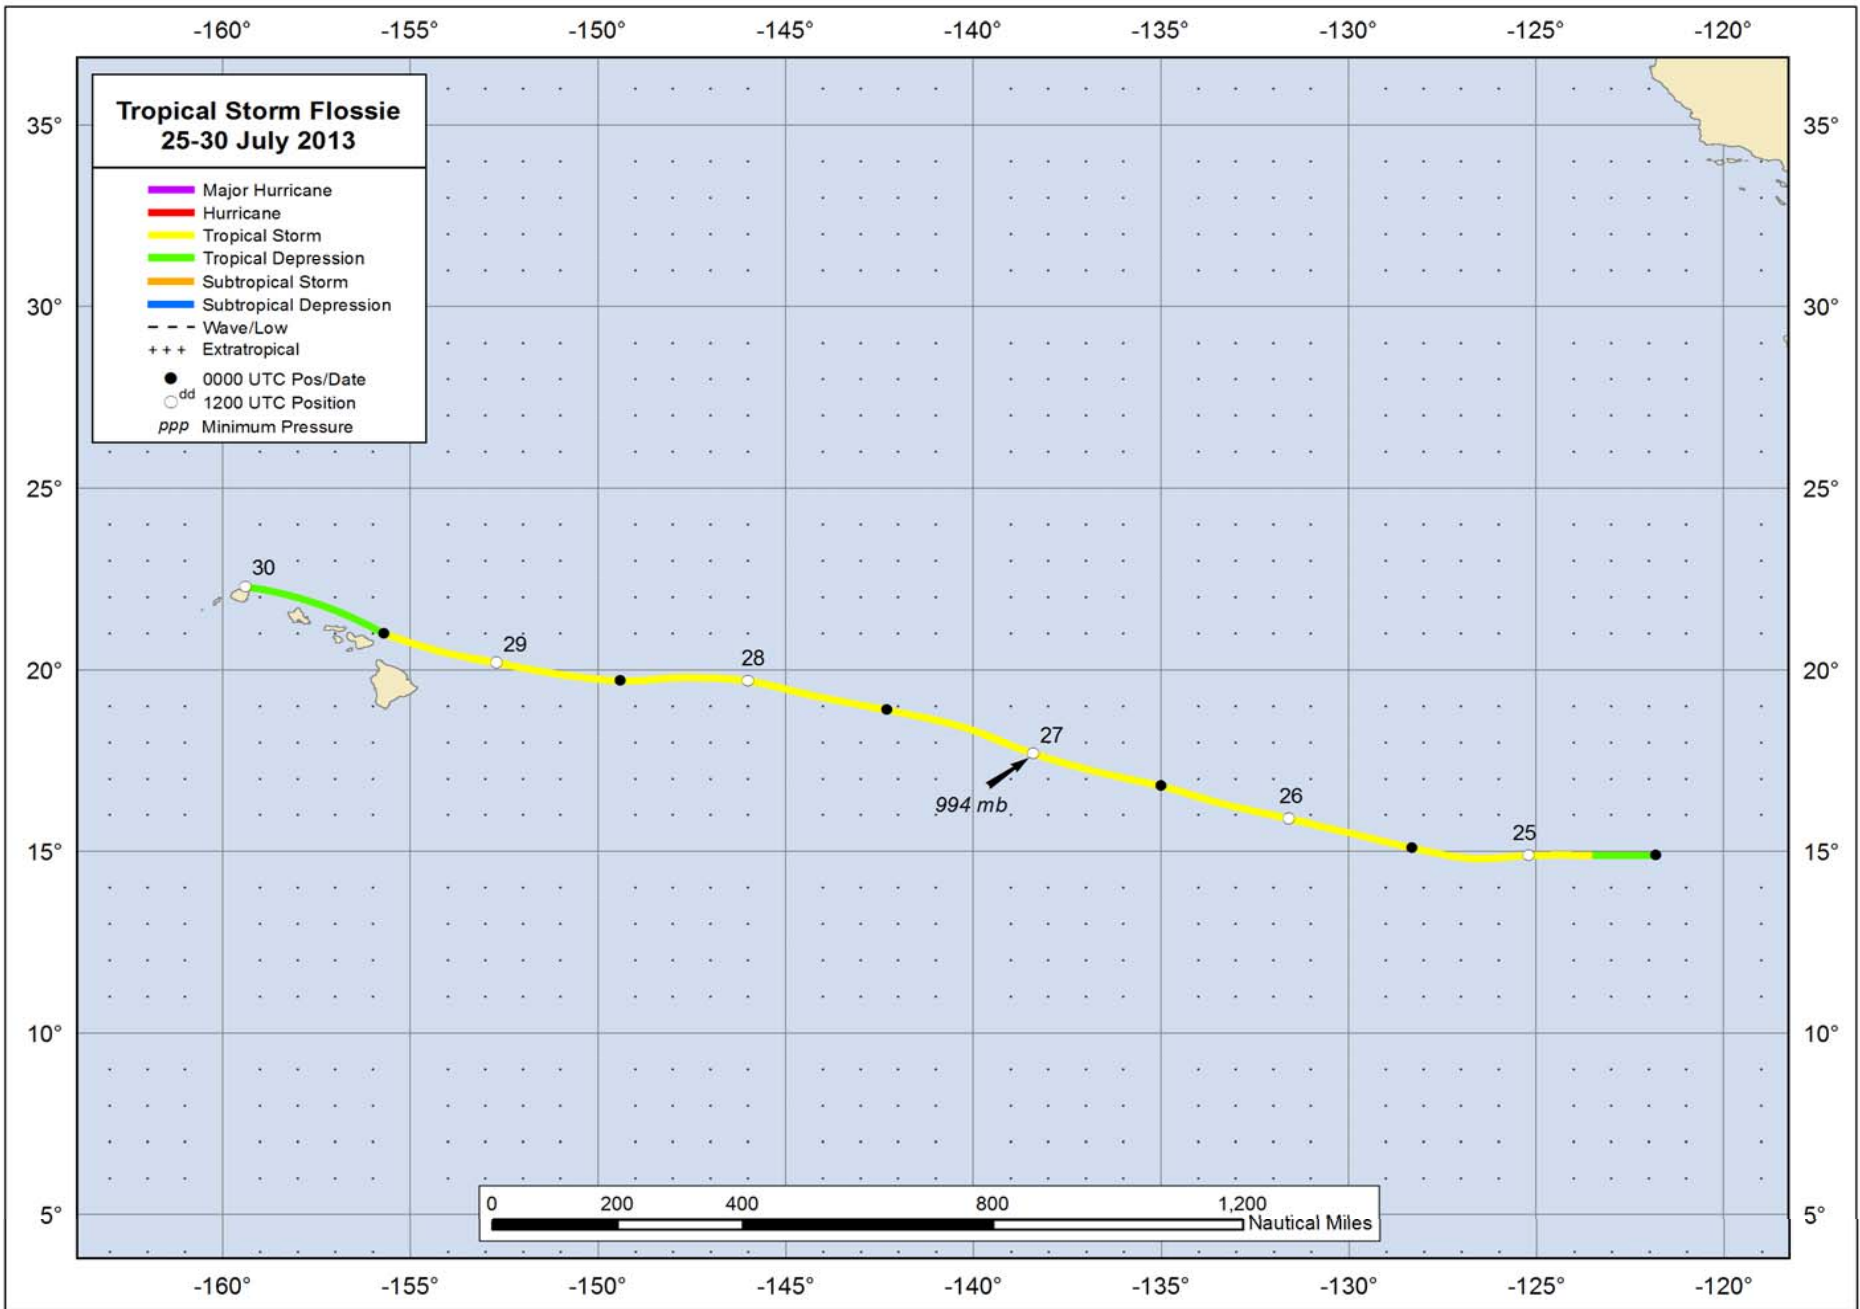 -160° -155° -150° -145° -140° -135° -130° -125° -120°
Tropical Storm Flossie
25-30 July 2013
Major Hurricane
Hurricane
Tropical Storm
Tropical Depression
Subtropical Storm
Subtropical Depression
Wave/Low
+++ Extratropical
0000 UTC Pos/Date
dd
1200 UTC Position
ppp Minimum Pressure
35° 35°
30° 30°
25° 25°
30
29
28
20° 20°
27
994 mb
26
25
15° 15°
10° 10°
0 200 400 800 1,200
Nautical Miles
5° 5°
-160° -155° -150° -145° -140° -135° -130° -125° -120°